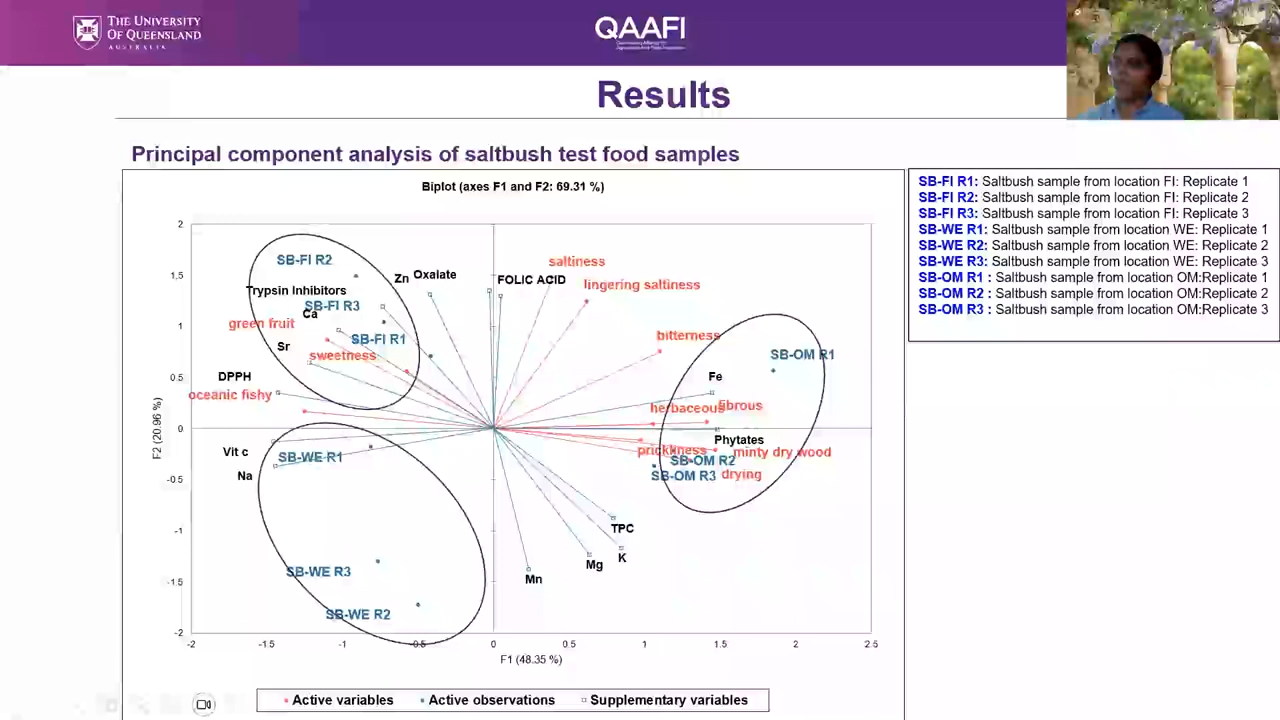 THE UNIVERSITY
OF QUEENSLAND
AUSTRALIA
QAAFI
Results
Principal component analysis of saltbush test food samples
Biplot (axes F1 and F2: 69.31 %)
SB-FI R1: Saltbush sample from location FI: Replicate 1
SB-FI R2: Saltbush sample from location FI: Replicate 2
SB-FI R3: Saltbush sample from location FI: Replicate 3
SB-WE R1: Saltbush sample from location WE: Replicate 1
SB-WE R2: Saltbush sample from location WE: Replicate 2
SB-WE R3: Saltbush sample from location WE: Replicate 3
SB-OM R1 : Saltbush sample from location OM:Replicate 1
SB-OM R2 : Saltbush sample from location OM:Replicate 2
SB-OM R3 : Saltbush sample from location OM:Replicate 3
2
SB-FI R2
saltiness
1,5
Zn
Oxalate
FOLIC ACID
lingering saltiness
Trypsin Inhibitors
SB-FI R3
Ca
1
green fruit
SB-FI R1
bitterness
Sr
sweetness
SB-OM R1
0.5
DPPH
Fe
oceanic fishy
herbaceous
fibrous
0
Phytates
Vit c
SB-WE R1
prickliness
minty dry wood
SB-OM R2
Na
-0.5
SB-OM R3
drying
TPC
-1
K
Mg
SB-WE R3
Mn
-1.5
SB-WE R2
-2
F2 (20.96 %)
-2
-1.5
-1
-0.5
0
0.5
1
1.5
2
2.5
F1 (48.35 %)
Active variables
Active observations
Supplementary variables